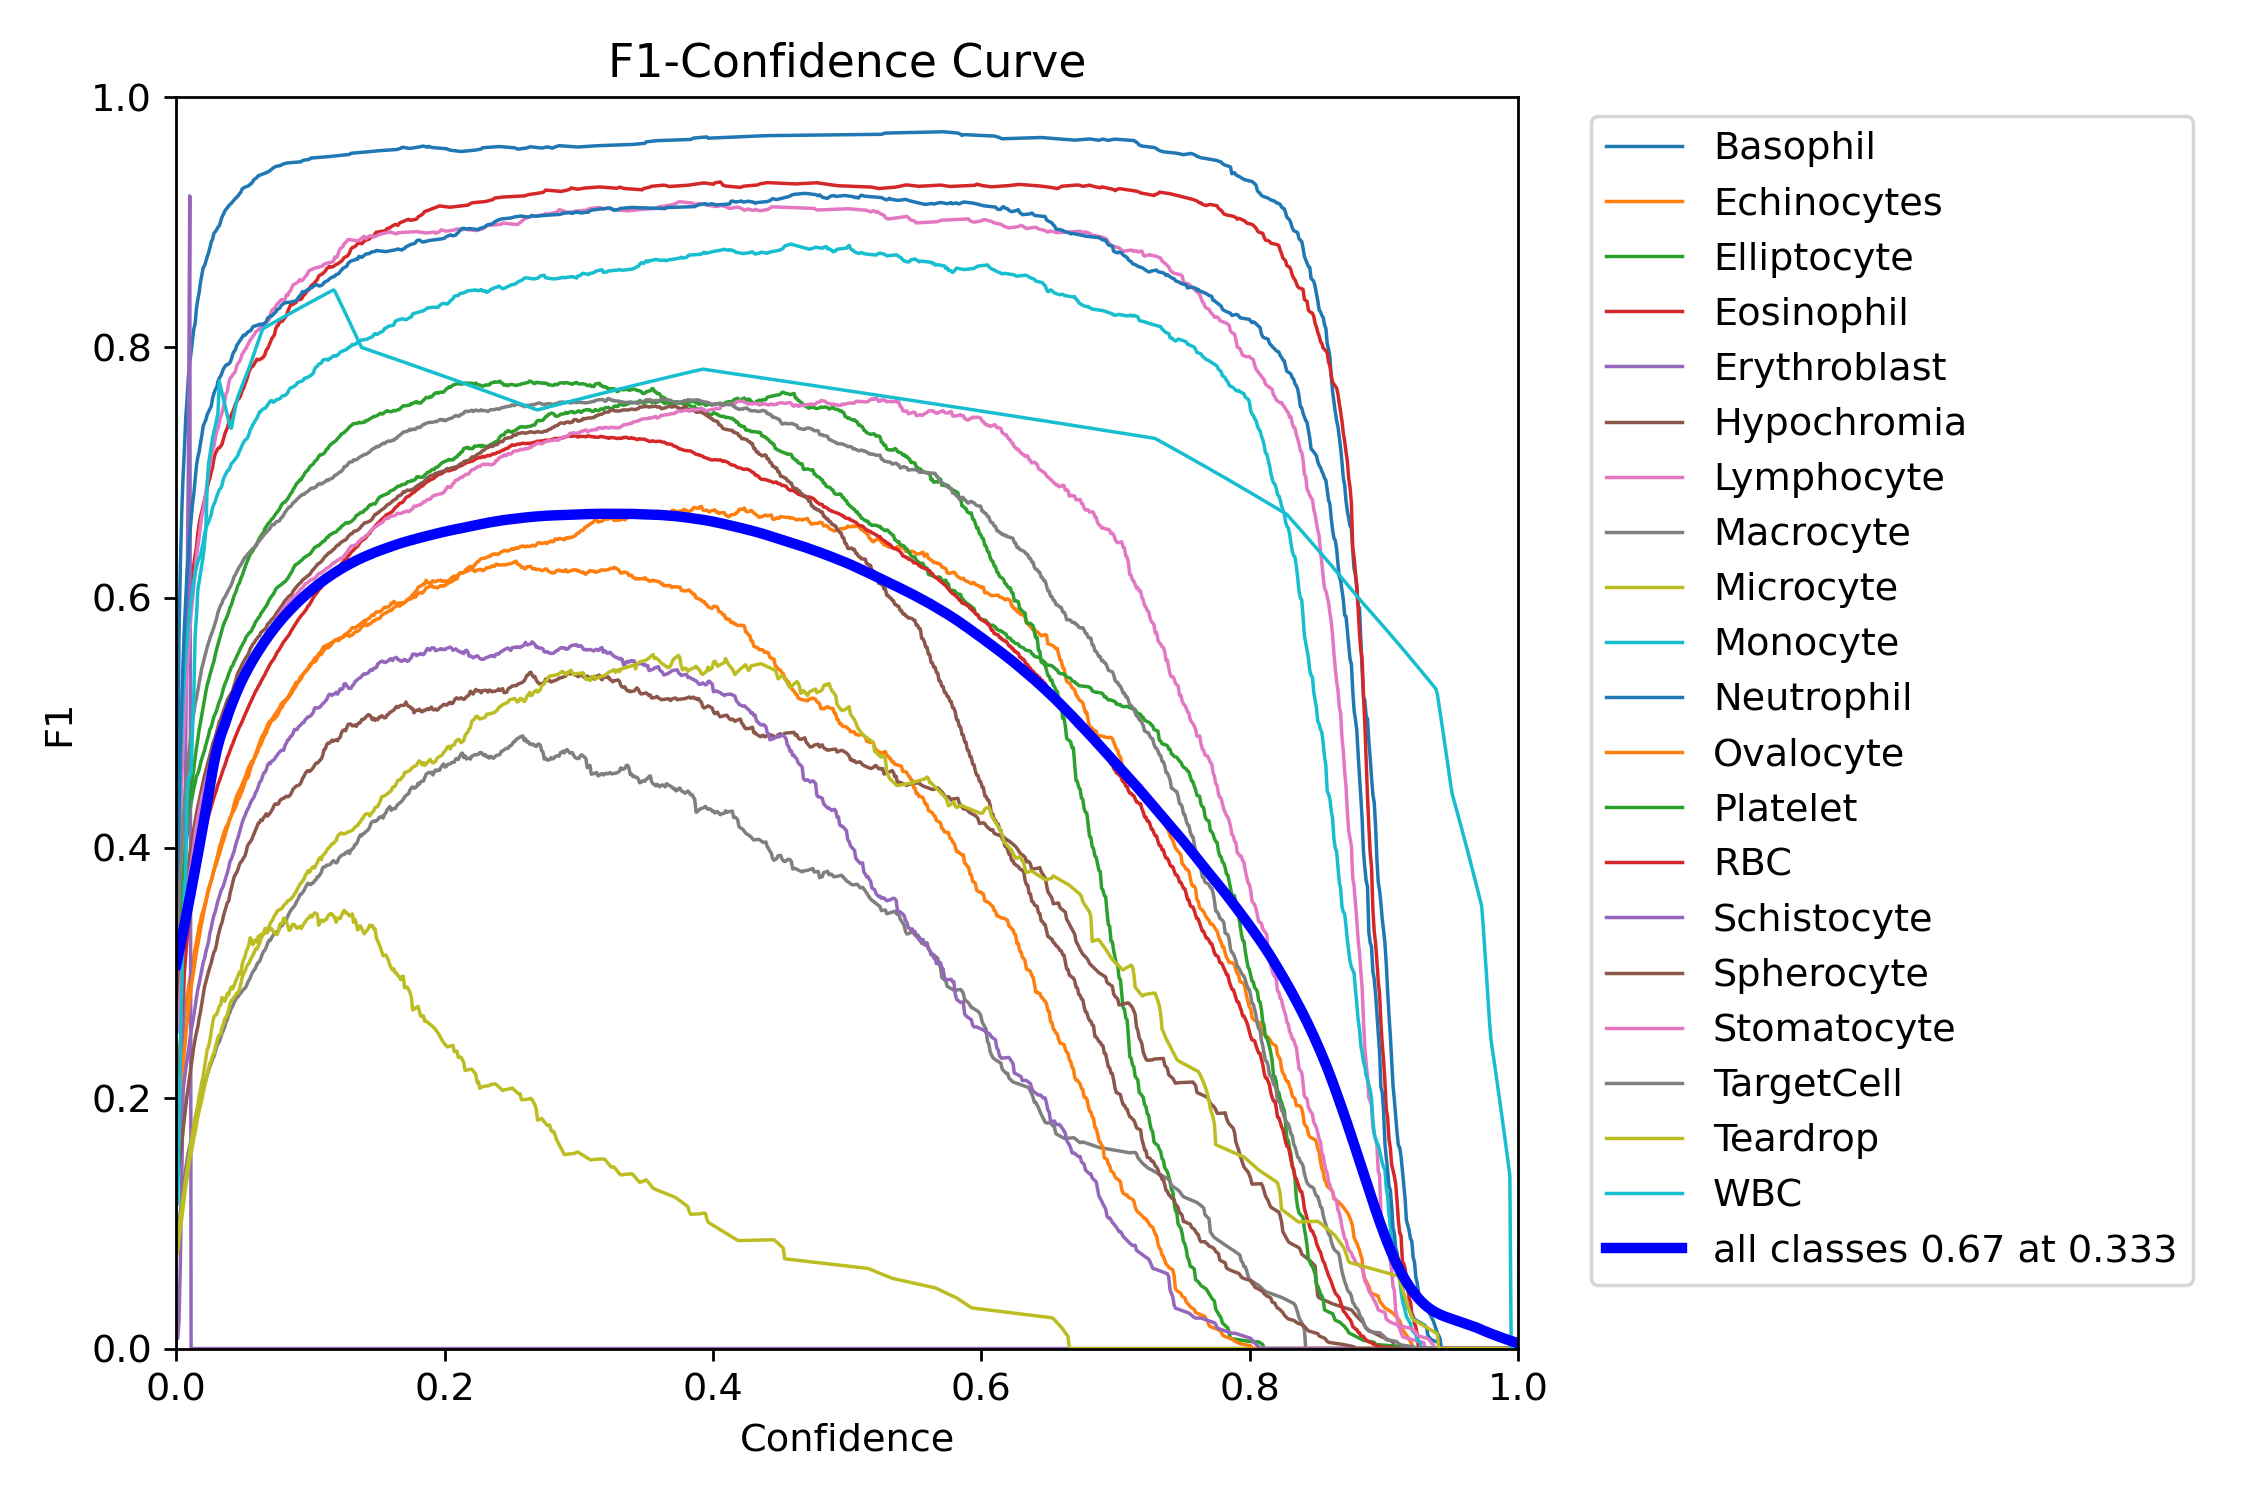 F1-Confidence Curve
1.0
0.8
0.6
0.4
0.2
0.0
F1
0.0 0.2 0.4 0.6 0.8 1.0
Confidence
Basophil
Echinocytes
Elliptocyte
Eosinophil
Erythroblast
Hypochromia
Lymphocyte
Macrocyte
Microcyte
Monocyte
Neutrophil
Ovalocyte
Platelet
RBC
Schistocyte
Spherocyte
Stomatocyte
TargetCell
Teardrop
WBC
all classes 0.67 at 0.333